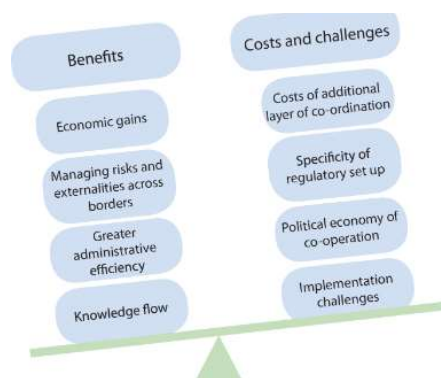 Benefits
Economic gains
Managing risks and
externalities across
borders
Greater
administrative
efficiency
Knowledge flow
Costs and challenges
Costs of additional
layer of co-ordination
Specificity of
regulatory set up
Political economy of
co-operation
Implementation
challenges